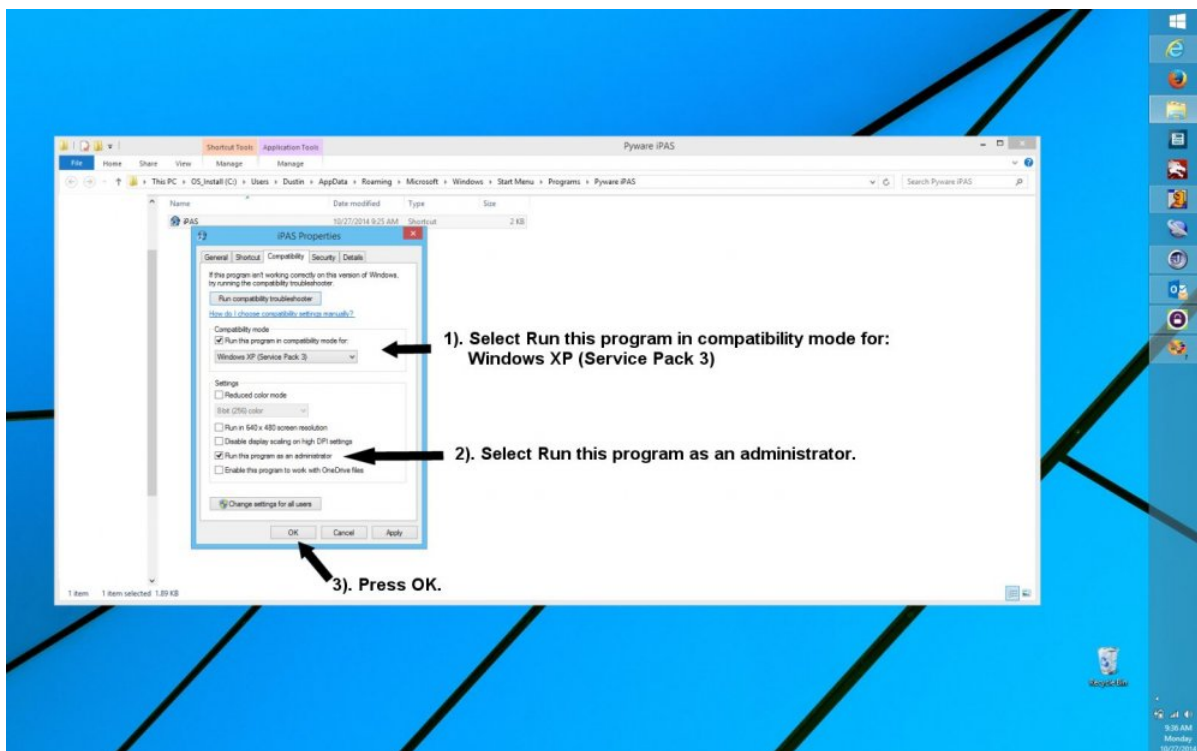 Shortcut Tools
Application Tools
Pyware iPAS
File
Home
Share
View
Manage
Manage
This PC
OS_Install (C:)
Users
Dustin
AppData
Roaming
Microsoft
Windows
Start Menu
Programs
Pyware iPAS
Search Pyware iPAS
Name
Date modified
Type
Size
iPAS
10/27/2014 9:25 AM
Shortcut
2 KB
iPAS Properties
General
Shortcut
Compatibility
Security
Details
If this program isn't working correctly on this version of Windows,
try running the compatibility troubleshooter.
Run compatibility troubleshooter
How do I choose compatibility settings manually?
Compatibility mode
Run this program in compatibility mode for:
Windows XP (Service Pack 3)
1). Select Run this program in compatibility mode for:
Windows XP (Service Pack 3)
Settings
Reduced color mode
8-bit (256) color
Run in 640 x 480 screen resolution
Disable display scaling on high DPI settings
Run this program as an administrator
2). Select Run this program as an administrator.
Enable this program to work with OneDrive files
Change settings for all users
OK
Cancel
Apply
3). Press OK.
1 item
1 item selected 1.89 KB
Recycle Bin
9:36 AM
Monday
10/27/2014